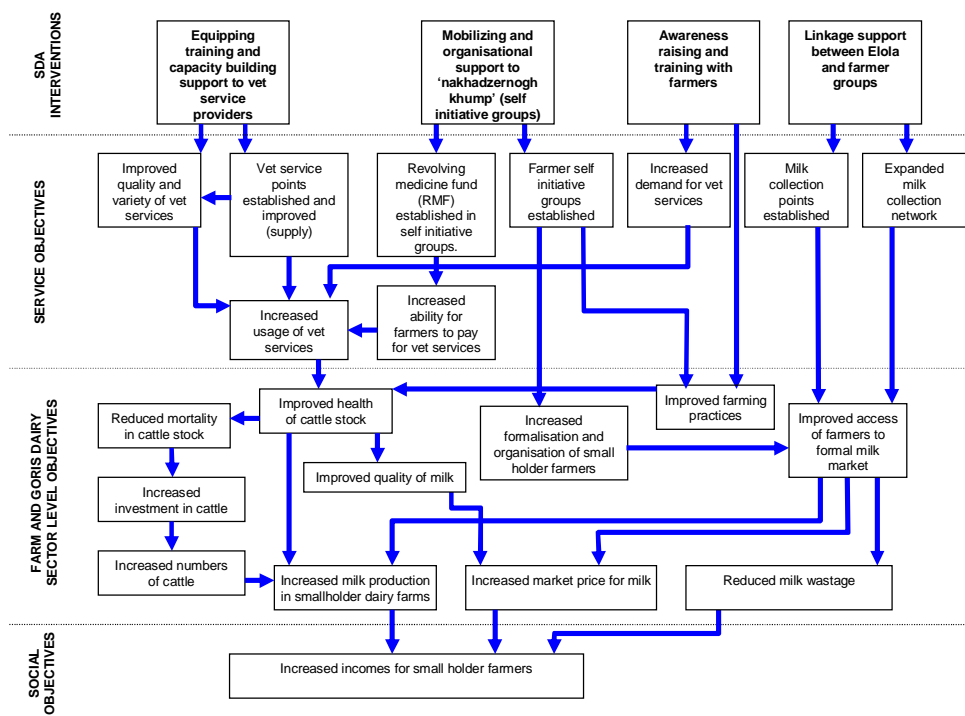 SDA
INTERVENTIONS
Equipping
training and
capacity building
support to vet
service
providers
Mobilizing and
organisational
support to
‘nakhadzernogh
khump’ (self
initiative groups)
Awareness
raising and
training with
farmers
Linkage support
between Elola
and farmer
groups
SERVICE OBJECTIVES
Improved
quality and
variety of vet
services
Vet service
points
established and
improved
(supply)
Revolving
medicine fund
(RMF)
established in
self initiative
groups.
Farmer self
initiative
groups
established
Increased
demand for vet
services
Milk
collection
points
established
Expanded
milk
collection
network
Increased
usage of vet
services
Increased
ability for
farmers to pay
for vet services
FARM AND GORIS DAIRY
SECTOR LEVEL OBJECTIVES
Reduced mortality
in cattle stock
Improved health
of cattle stock
Increased
formalisation and
organisation of small
holder farmers
Improved farming
practices
Improved access
of farmers to
formal milk
market
Increased
investment in cattle
Improved quality of milk
Increased numbers
of cattle
Increased milk production
in smallholder dairy farms
Increased market price for milk
Reduced milk wastage
SOCIAL
OBJECTIVES
Increased incomes for small holder farmers